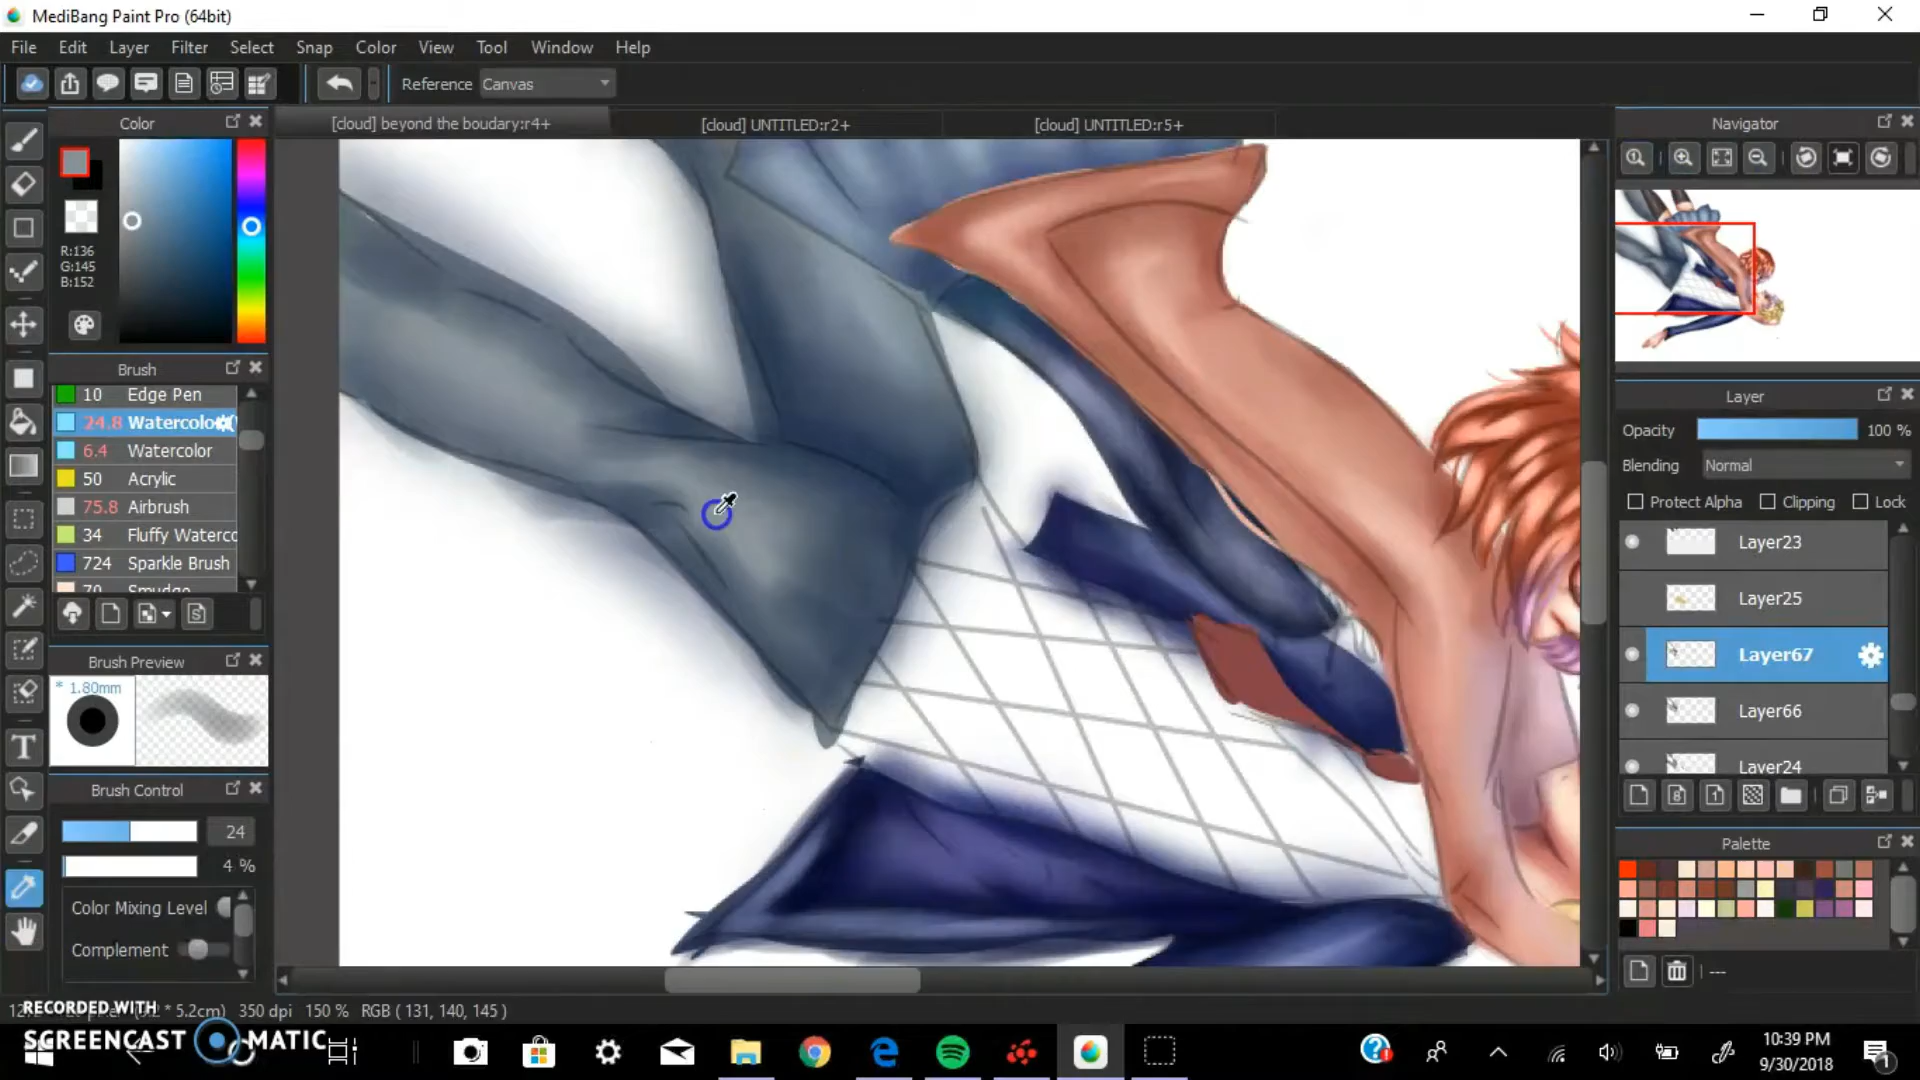 MediBang Paint Pro (64bit)
File Edit Layer Filter Select Snap Color View Tool Window Help
Reference Canvas
Color
[cloud] beyond the boudary:r4+
[cloud] UNTITLED:r2+
[cloud] UNTITLED:r5+
Navigator
R:136
G:145
B:152
Brush
10 Edge Pen
24.8 Watercolo
6.4 Watercolor
50 Acrylic
75.8 Airbrush
34 Fluffy Waterco
724 Sparkle Brush
70 Smudge
Brush Preview
* 1.80mm
Brush Control
24
4 %
Color Mixing Level
Complement
Layer
Opacity 100 %
Blending Normal
Protect Alpha Clipping Lock
Layer23
Layer25
Layer67
Layer66
Layer24
Palette
---
5.2cm) 350 dpi 150 % RGB ( 131, 140, 145 )
RECORDED WITH
SCREENCAST MATIC
10:39 PM
9/30/2018
1